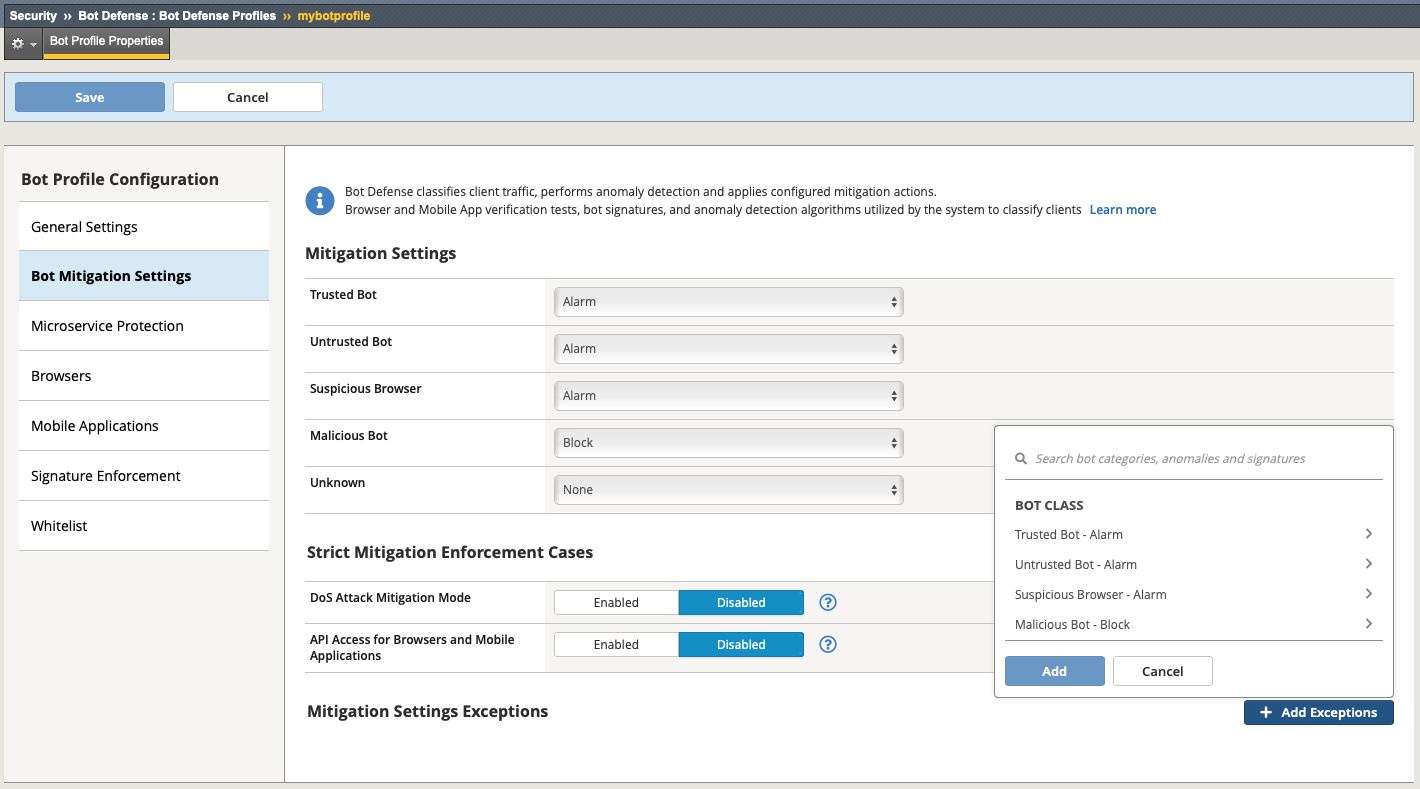 Security ›› Bot Defense : Bot Defense Profiles ›› mybotprofile
Bot Profile Properties
Save
Cancel
Bot Profile Configuration
General Settings
Bot Mitigation Settings
Microservice Protection
Browsers
Mobile Applications
Signature Enforcement
Whitelist
Bot Defense classifies client traffic, performs anomaly detection and applies configured mitigation actions.
Browser and Mobile App verification tests, bot signatures, and anomaly detection algorithms utilized by the system to classify clients Learn more
Mitigation Settings
Trusted Bot
Alarm
Untrusted Bot
Alarm
Suspicious Browser
Alarm
Malicious Bot
Block
Unknown
None
Strict Mitigation Enforcement Cases
DoS Attack Mitigation Mode
Enabled
Disabled
?
API Access for Browsers and Mobile
Applications
Enabled
Disabled
?
Search bot categories, anomalies and signatures
BOT CLASS
Trusted Bot - Alarm
Untrusted Bot - Alarm
Suspicious Browser - Alarm
Malicious Bot - Block
Add
Cancel
Mitigation Settings Exceptions
+ Add Exceptions